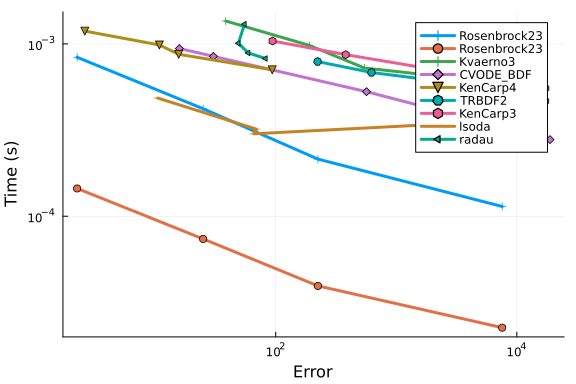 10⁻³
10⁻⁴
Time (s)
10²
10⁴
Error
Rosenbrock23
Rosenbrock23
Kvaerno3
CVODE_BDF
KenCarp4
TRBDF2
KenCarp3
lsoda
radau